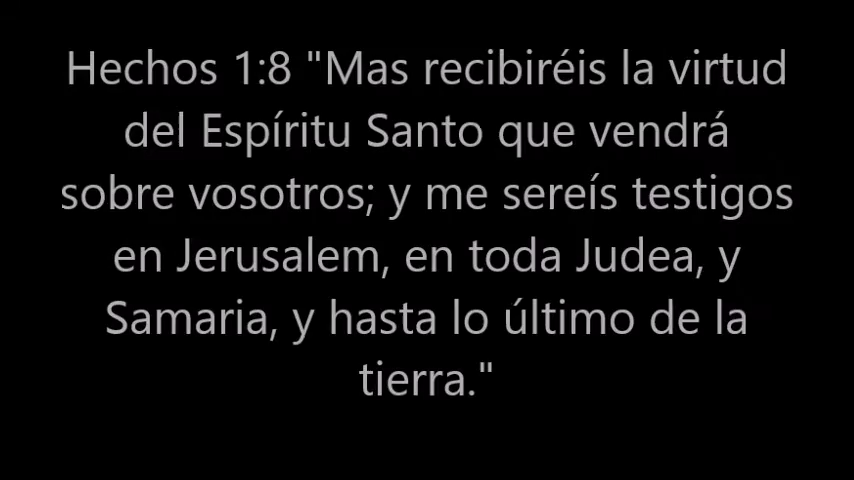 Hechos 1:8 "Mas recibiréis la virtud
del Espíritu Santo que vendrá
sobre vosotros; y me sereís testigos
en Jerusalem, en toda Judea, y
Samaria, y hasta lo último de la
tierra."